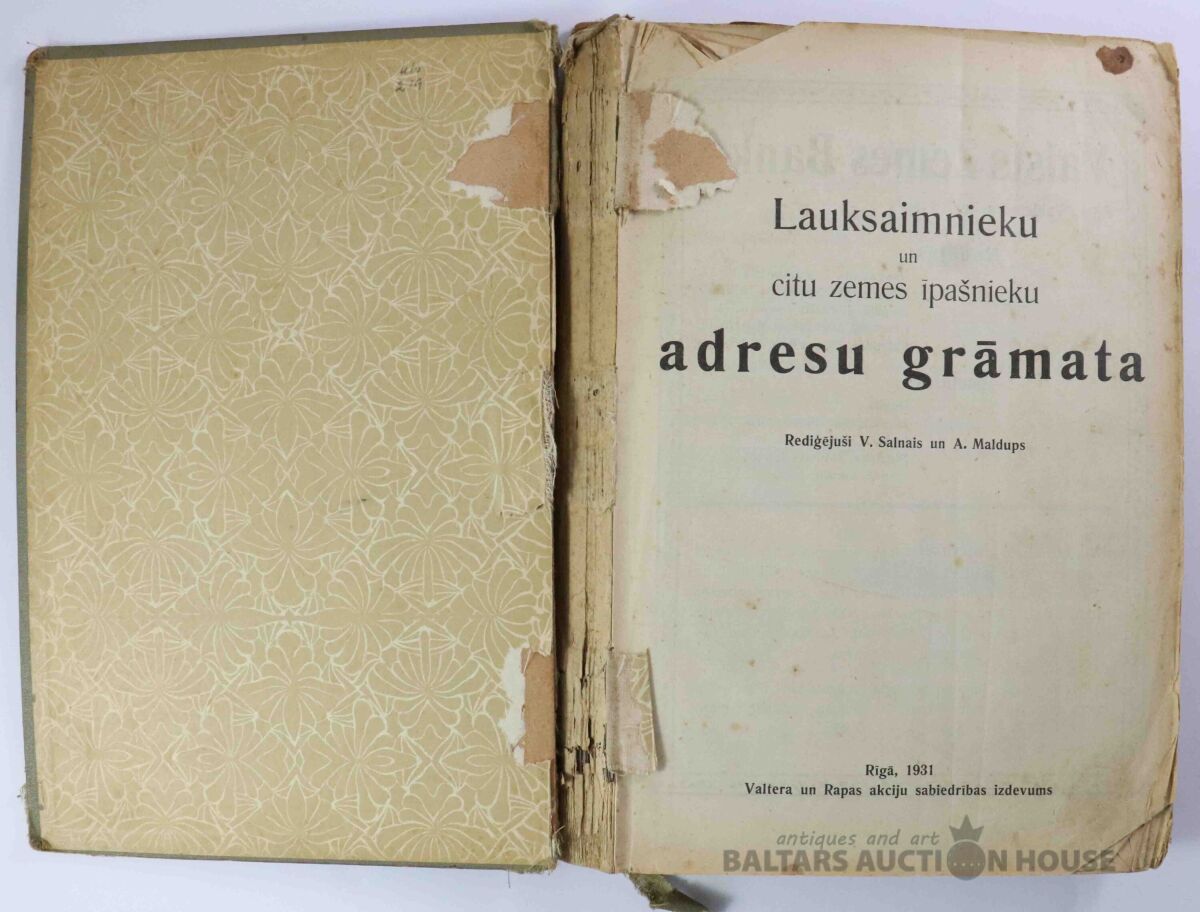 Lauksaimnieku
un
citu zemes īpašnieku
adresu grāmata
Rediģējuši V. Salnais un A. Maldups
Rīgā, 1931
Valtera un Rapas akciju sabiedrības izdevums
antiques and art
BALTARS AUCTION HOUSE